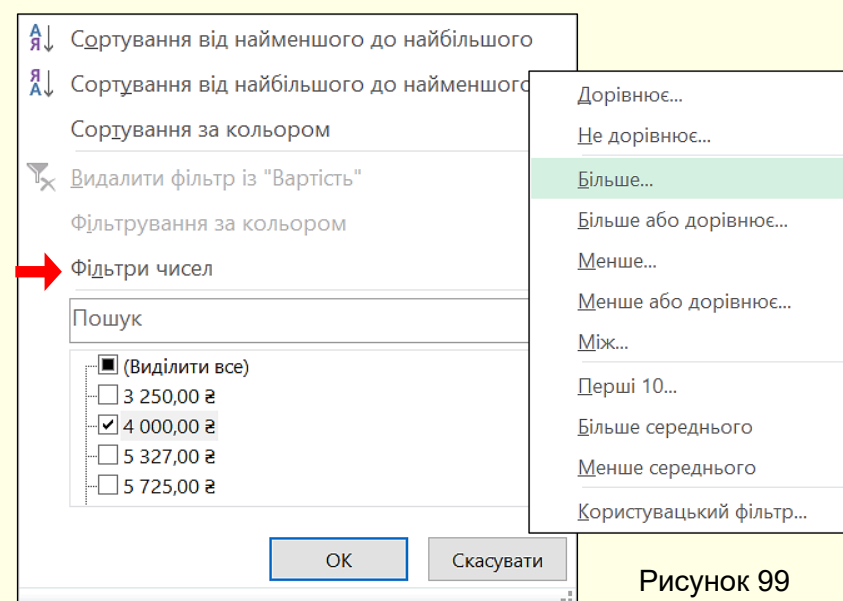 Сортування від найменшого до найбільшого
Сортування від найбільшого до найменшого
Сортування за кольором
Видалити фільтр із "Вартість"
Фільтрування за кольором
Фільтри чисел
Пошук
(Виділити все)
3 250,00 ₴
4 000,00 ₴
5 327,00 ₴
5 725,00 ₴
ОК
Скасувати
Дорівнює...
Не дорівнює...
Більше...
Більше або дорівнює...
Менше...
Менше або дорівнює...
Між...
Перші 10...
Більше середнього
Менше середнього
Користувацький фільтр...
Рисунок 99